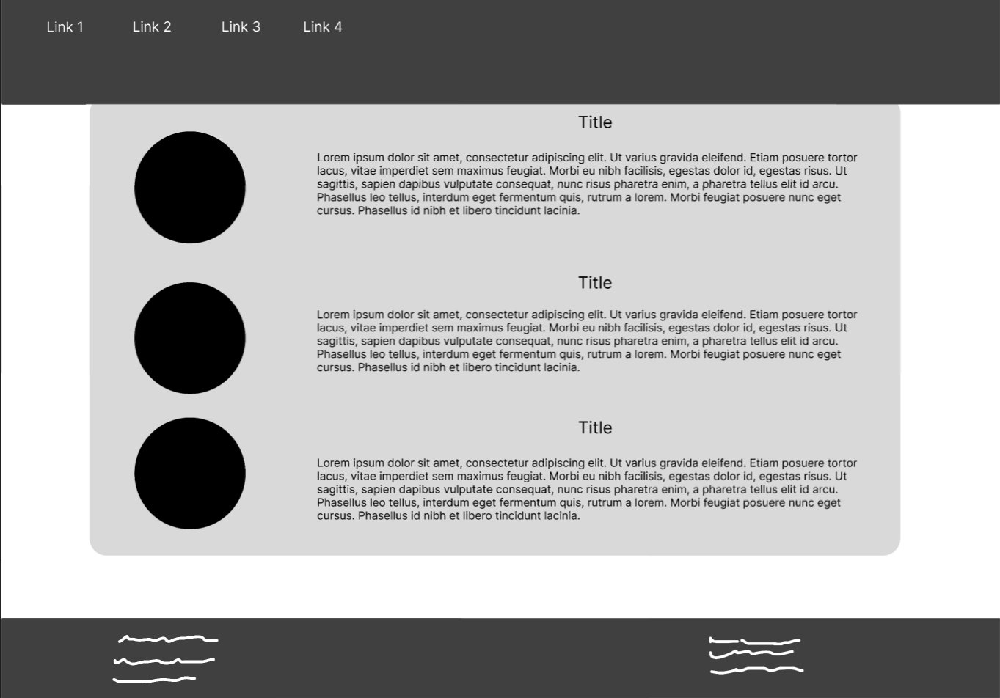 Link 1 Link 2 Link 3 Link 4
Title
Lorem ipsum dolor sit amet, consectetur adipiscing elit. Ut varius gravida eleifend. Etiam posuere tortor
lacus, vitae imperdiet sem maximus feugiat. Morbi eu nibh facilisis, egestas dolor id, egestas risus. Ut
sagittis, sapien dapibus vulputate consequat, nunc risus pharetra enim, a pharetra tellus elit id arcu.
Phasellus leo tellus, interdum eget fermentum quis, rutrum a lorem. Morbi feugiat posuere nunc eget
cursus. Phasellus id nibh et libero tincidunt lacinia.
Title
Lorem ipsum dolor sit amet, consectetur adipiscing elit. Ut varius gravida eleifend. Etiam posuere tortor
lacus, vitae imperdiet sem maximus feugiat. Morbi eu nibh facilisis, egestas dolor id, egestas risus. Ut
sagittis, sapien dapibus vulputate consequat, nunc risus pharetra enim, a pharetra tellus elit id arcu.
Phasellus leo tellus, interdum eget fermentum quis, rutrum a lorem. Morbi feugiat posuere nunc eget
cursus. Phasellus id nibh et libero tincidunt lacinia.
Title
Lorem ipsum dolor sit amet, consectetur adipiscing elit. Ut varius gravida eleifend. Etiam posuere tortor
lacus, vitae imperdiet sem maximus feugiat. Morbi eu nibh facilisis, egestas dolor id, egestas risus. Ut
sagittis, sapien dapibus vulputate consequat, nunc risus pharetra enim, a pharetra tellus elit id arcu.
Phasellus leo tellus, interdum eget fermentum quis, rutrum a lorem. Morbi feugiat posuere nunc eget
cursus. Phasellus id nibh et libero tincidunt lacinia.